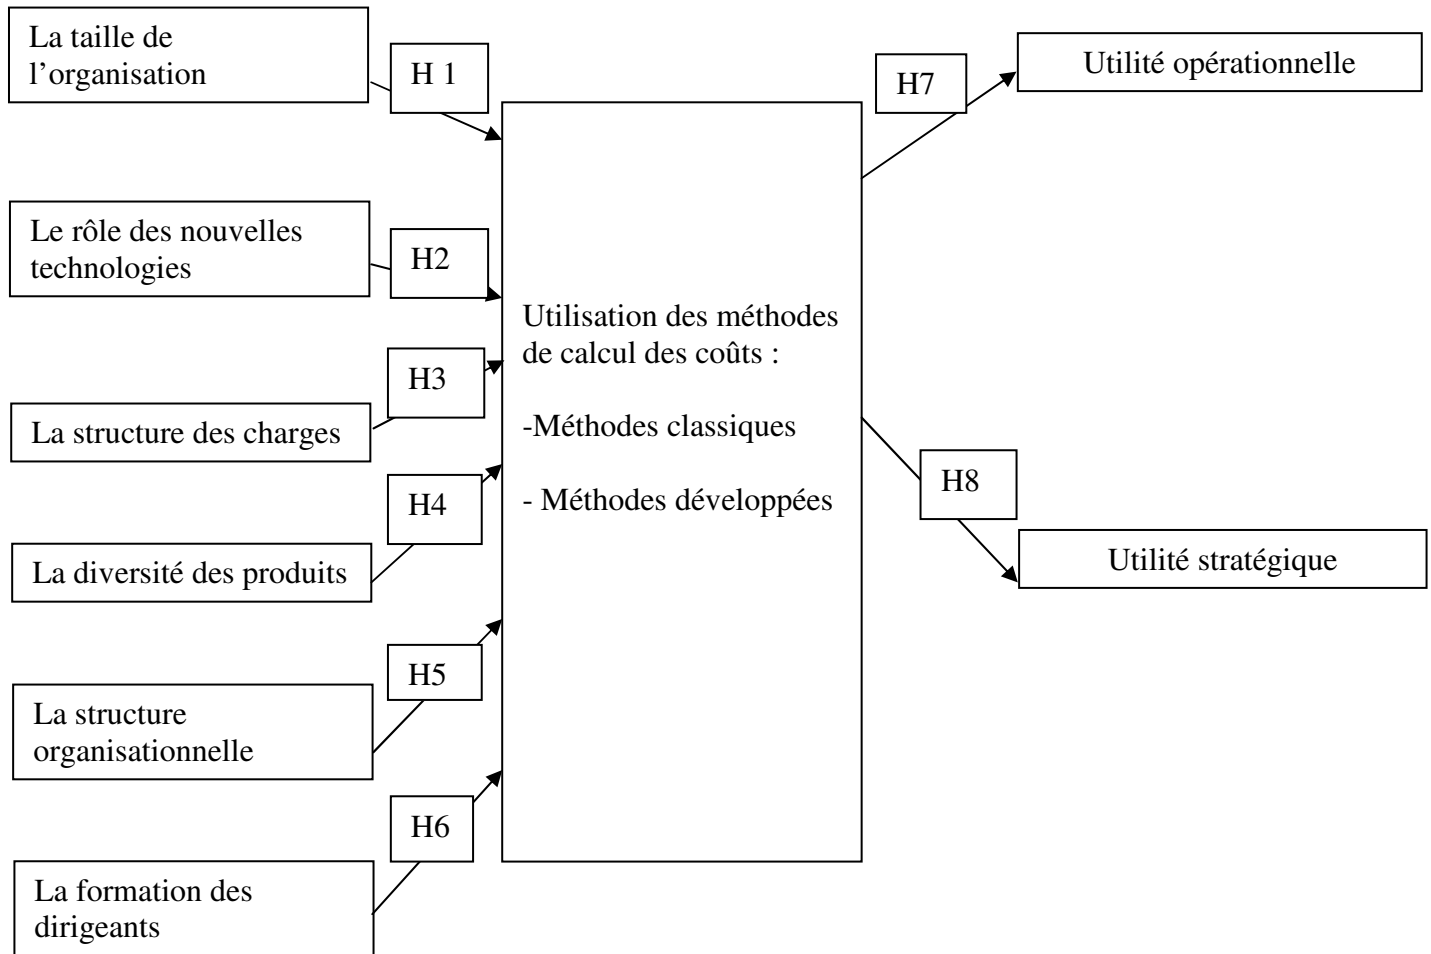 La taille de
l’organisation
H 1
Le rôle des nouvelles
technologies
H2
La structure des charges
H3
La diversité des produits
H4
La structure
organisationnelle
H5
La formation des
dirigeants
H6
Utilisation des méthodes
de calcul des coûts :
-Méthodes classiques
- Méthodes développées
H7
Utilité opérationnelle
H8
Utilité stratégique